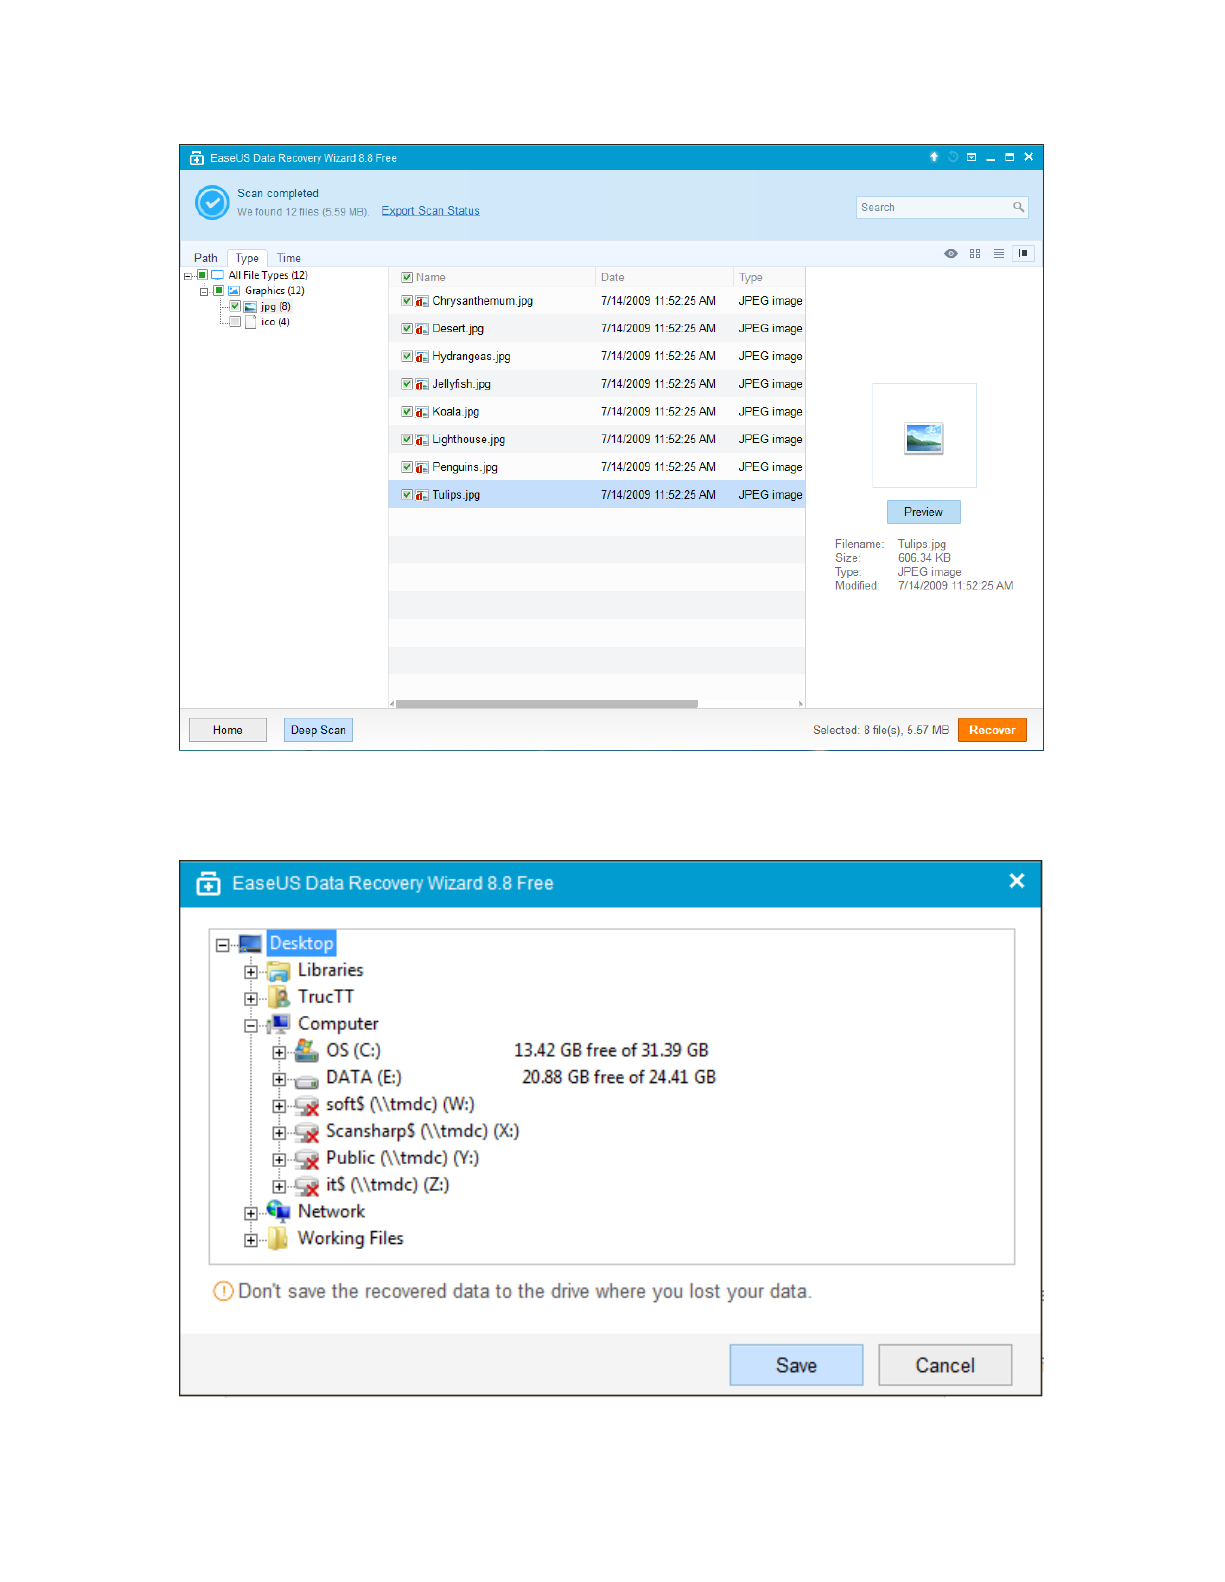 EaseUS Data Recovery Wizard 8.8 Free
Scan completed
We found 12 files (5.59 MB). Export Scan Status
Search
Path Type Time
All File Types (12)
Graphics (12)
jpg (8)
ico (4)
Name Date Type
Chrysanthemum.jpg 7/14/2009 11:52:25 AM JPEG image
Desert.jpg 7/14/2009 11:52:25 AM JPEG image
Hydrangeas.jpg 7/14/2009 11:52:25 AM JPEG image
Jellyfish.jpg 7/14/2009 11:52:25 AM JPEG image
Koala.jpg 7/14/2009 11:52:25 AM JPEG image
Lighthouse.jpg 7/14/2009 11:52:25 AM JPEG image
Penguins.jpg 7/14/2009 11:52:25 AM JPEG image
Tulips.jpg 7/14/2009 11:52:25 AM JPEG image
Preview
Filename: Tulips.jpg
Size: 606.34 KB
Type: JPEG image
Modified: 7/14/2009 11:52:25 AM
Home Deep Scan Selected: 8 file(s), 5.57 MB Recover
EaseUS Data Recovery Wizard 8.8 Free
Desktop
Libraries
TrucTT
Computer
OS (C:) 13.42 GB free of 31.39 GB
DATA (E:) 20.88 GB free of 24.41 GB
soft$ (\\tmdc) (W:)
Scansharp$ (\\tmdc) (X:)
Public (\\tmdc) (Y:)
it$ (\\tmdc) (Z:)
Network
Working Files
Don't save the recovered data to the drive where you lost your data.
Save Cancel